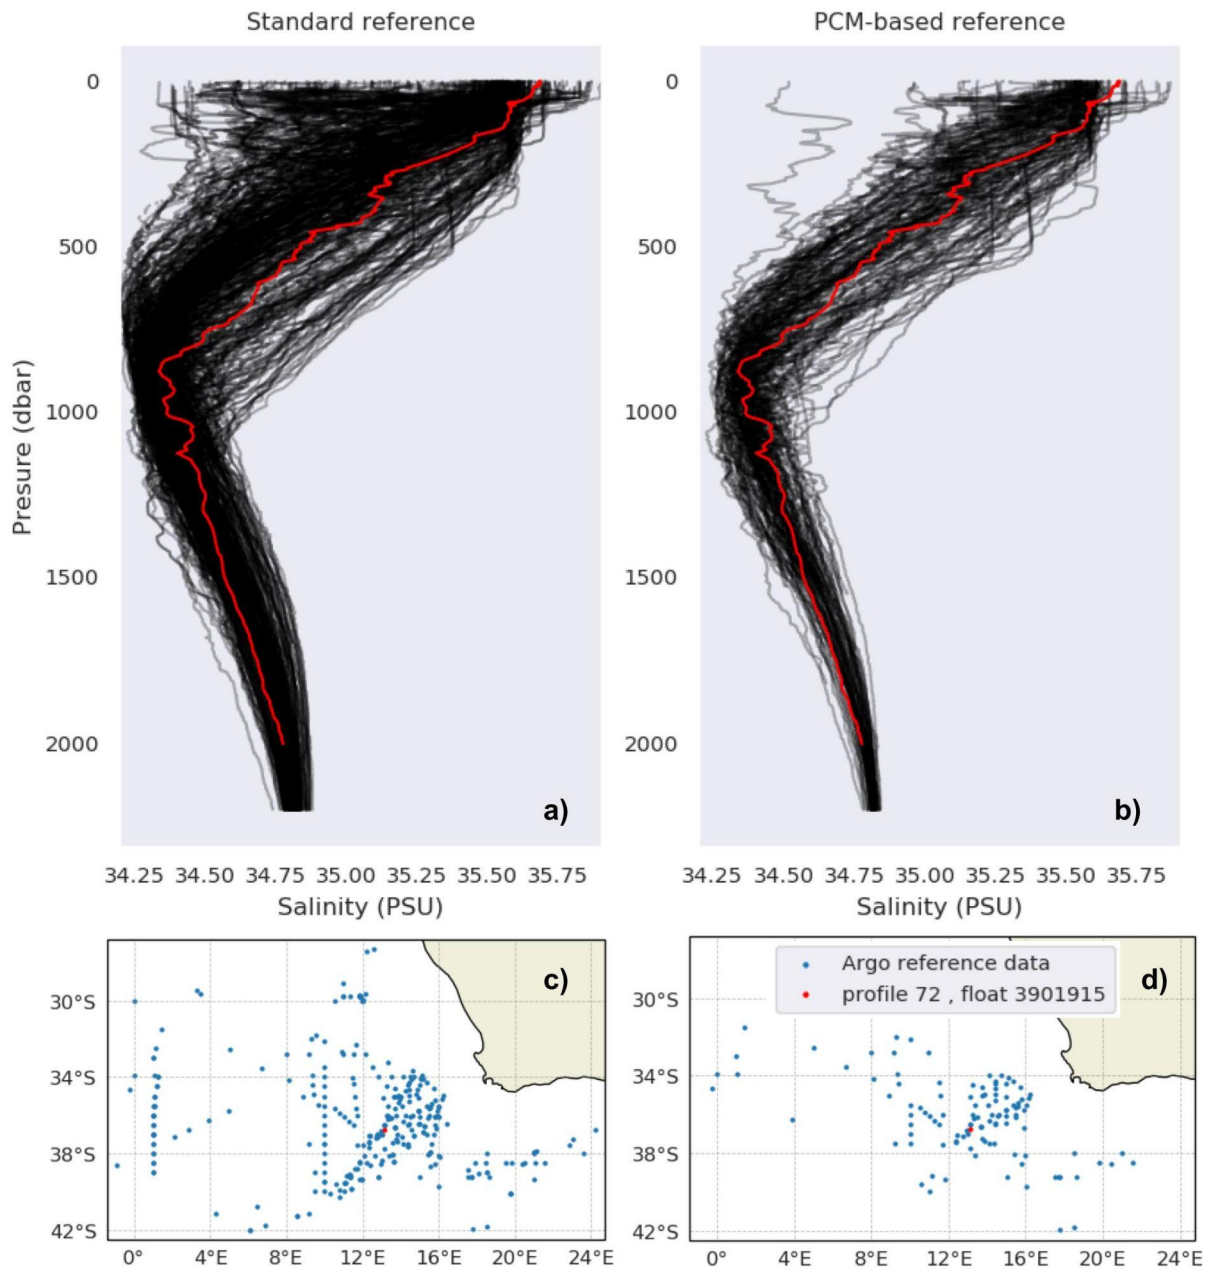 Standard reference
PCM-based reference
0
500
1000
1500
2000
Presure (dbar)
a)
34.25 34.50 34.75 35.00 35.25 35.50 35.75
Salinity (PSU)
0
500
1000
1500
2000
b)
34.25 34.50 34.75 35.00 35.25 35.50 35.75
Salinity (PSU)
c)
30°S
34°S
38°S
42°S
0° 4°E 8°E 12°E 16°E 20°E 24°E
Argo reference data
profile 72 , float 3901915
d)
30°S
34°S
38°S
42°S
0° 4°E 8°E 12°E 16°E 20°E 24°E